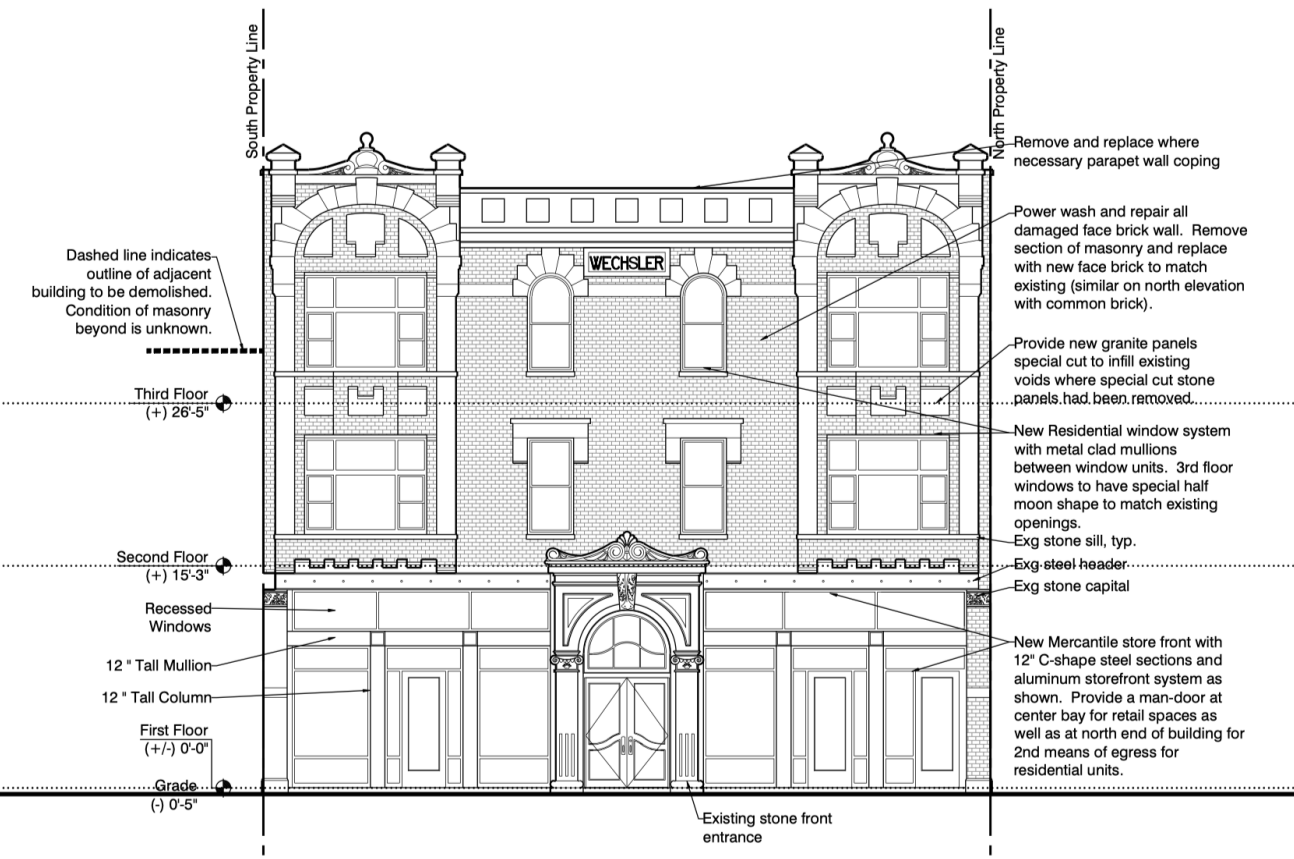 South Property Line
North Property Line
Remove and replace where
necessary parapet wall coping
Power wash and repair all
damaged face brick wall.  Remove
section of masonry and replace
with new face brick to match
existing (similar on north elevation
with common brick).
WECHSLER
Dashed line indicates
outline of adjacent
building to be demolished.
Condition of masonry
beyond is unknown.
Provide new granite panels
special cut to infill existing
voids where special cut stone
panels had been removed.
Third Floor
(+) 26'-5"
New Residential window system
with metal clad mullions
between window units.  3rd floor
windows to have special half
moon shape to match existing
openings.
Exg stone sill, typ.
Exg steel header
Exg stone capital
Second Floor
(+) 15'-3"
Recessed
Windows
12 " Tall Mullion
12 " Tall Column
New Mercantile store front with
12" C-shape steel sections and
aluminum storefront system as
shown.  Provide a man-door at
center bay for retail spaces as
well as at north end of building for
2nd means of egress for
residential units.
First Floor
(+/-) 0'-0"
Grade
(-) 0'-5"
Existing stone front
entrance